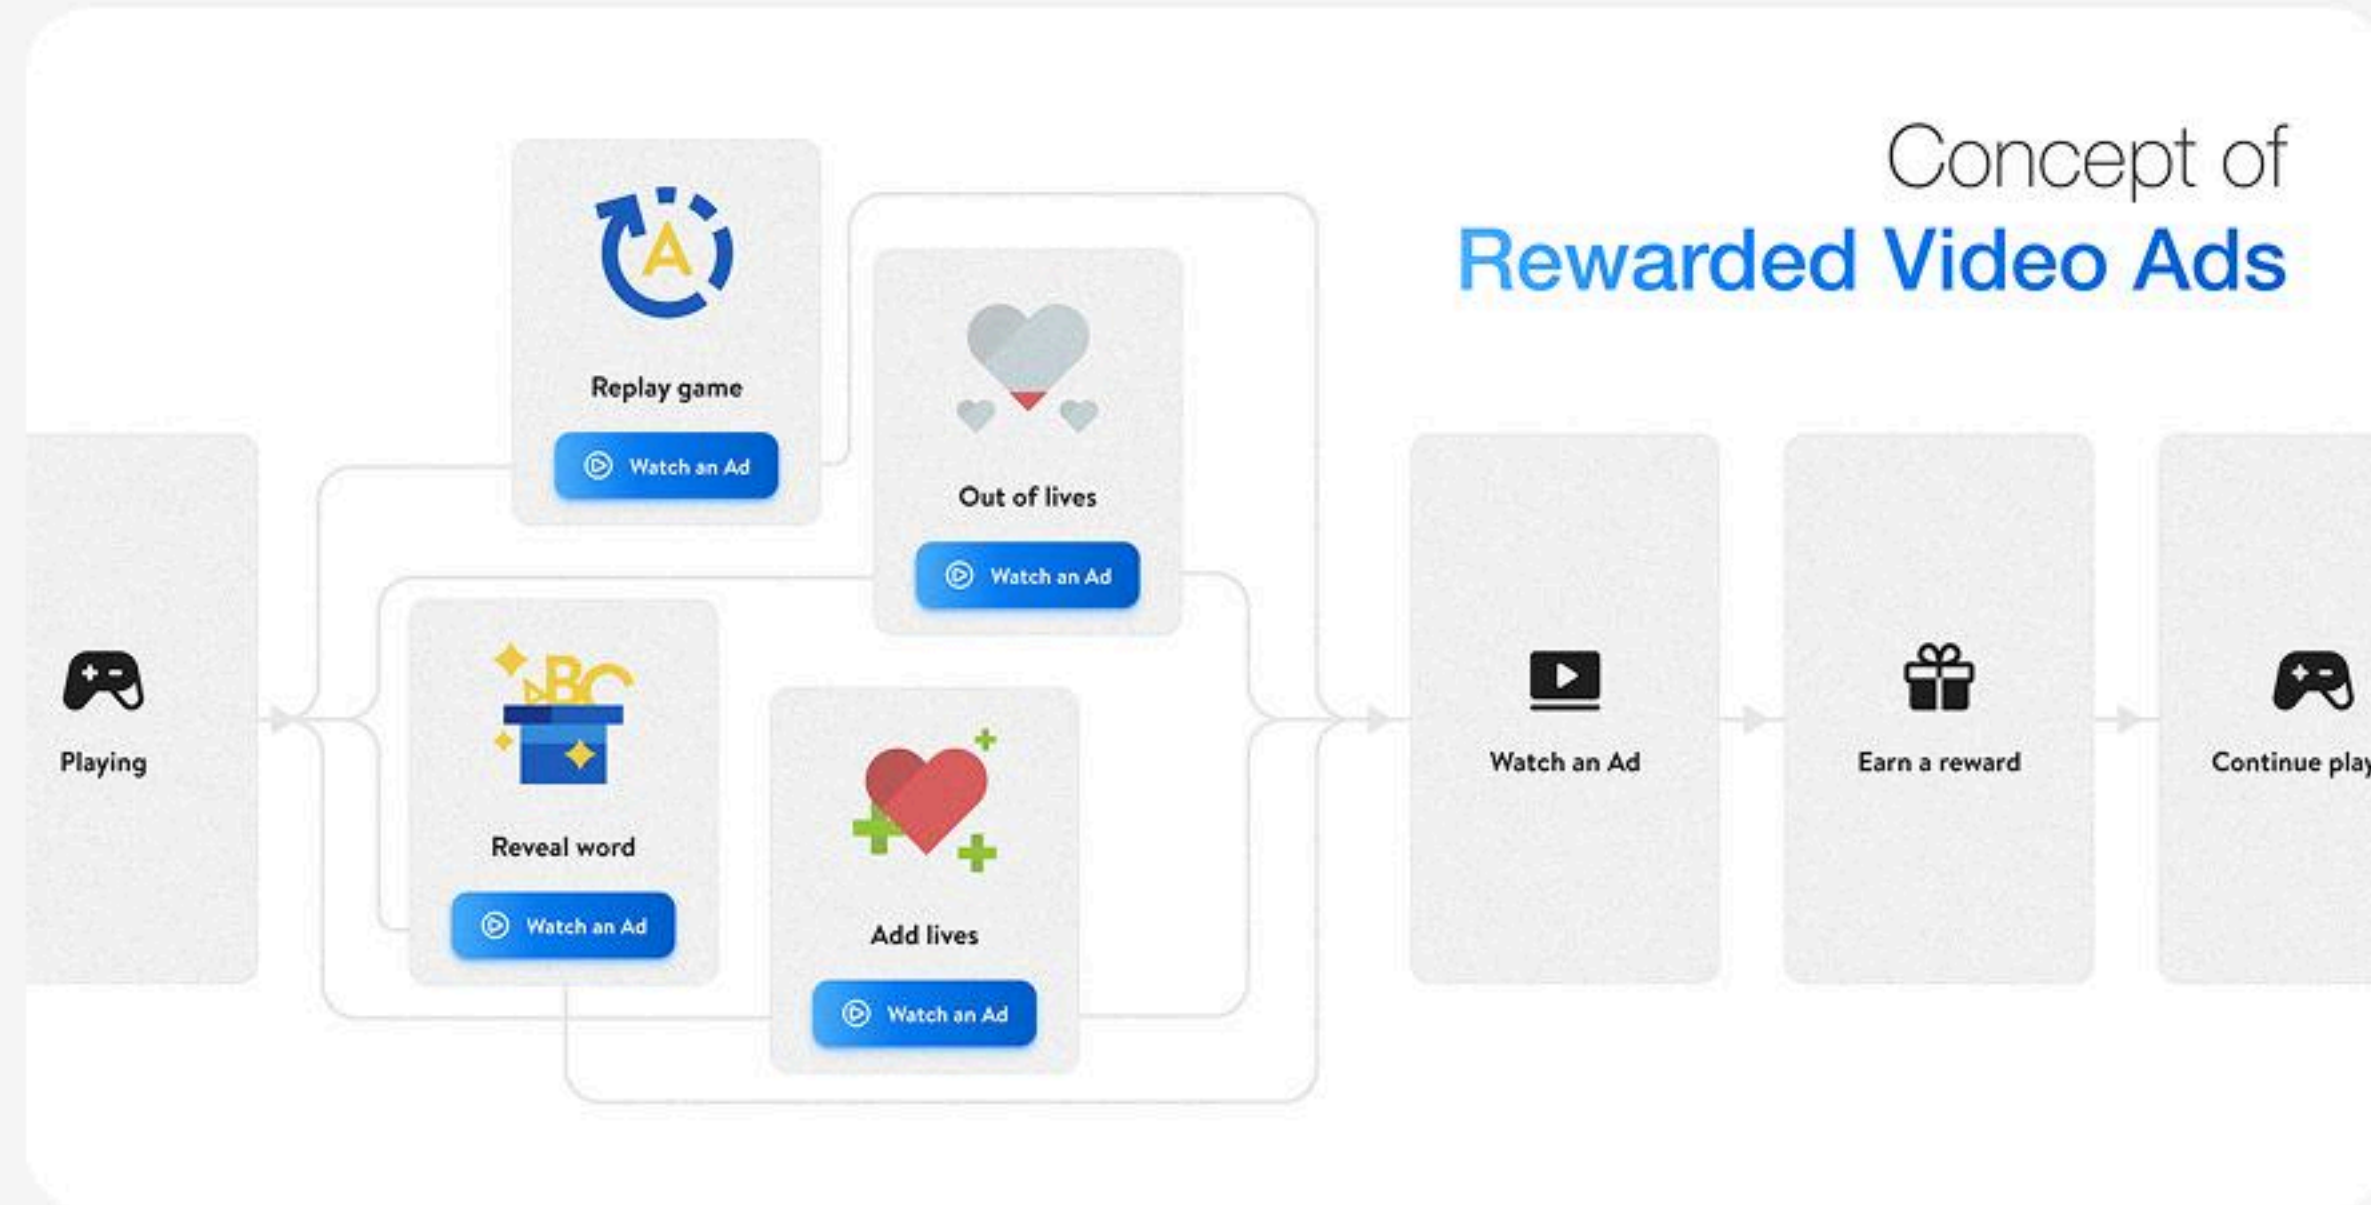 Concept of
Rewarded Video Ads
Playing
A
Replay game
Watch an Ad
Out of lives
Watch an Ad
ABC
Reveal word
Watch an Ad
Add lives
Watch an Ad
Watch an Ad
Earn a reward
Continue play